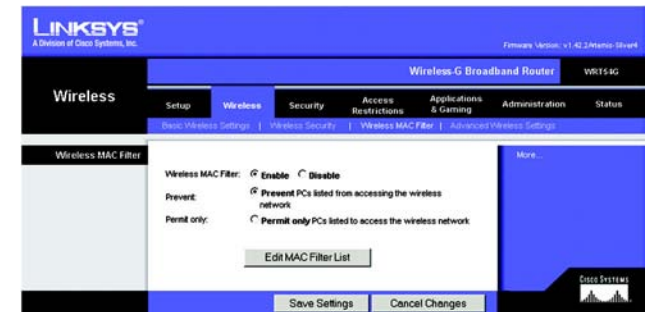 LINKSYS®
A Division of Cisco Systems, Inc.
Firmware Version: v1.42.2
Wireless-G Broadband Router WRT54G
Wireless
Setup Wireless Security Access Restrictions Applications & Gaming Administration Status
Basic Wireless Settings | Wireless Security | Wireless MAC Filter | Advanced Wireless Settings
Wireless MAC Filter
More...
Wireless MAC Filter: Enable Disable
Prevent: Prevent PCs listed from accessing the wireless
network
Permit only: Permit only PCs listed to access the wireless network
Edit MAC Filter List
CISCO SYSTEMS
Save Settings Cancel Changes